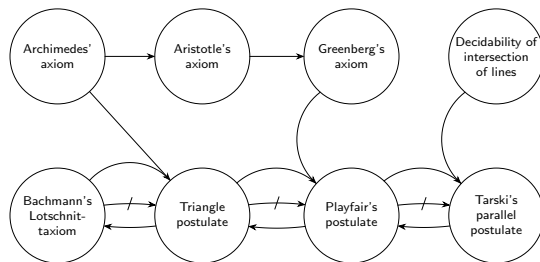 Archimedes'
axiom
Aristotle's
axiom
Greenberg's
axiom
Decidability of
intersection
of lines
Bachmann's
Lotschnit-
taxiom
Triangle
postulate
Playfair's
postulate
Tarski's
parallel
postulate